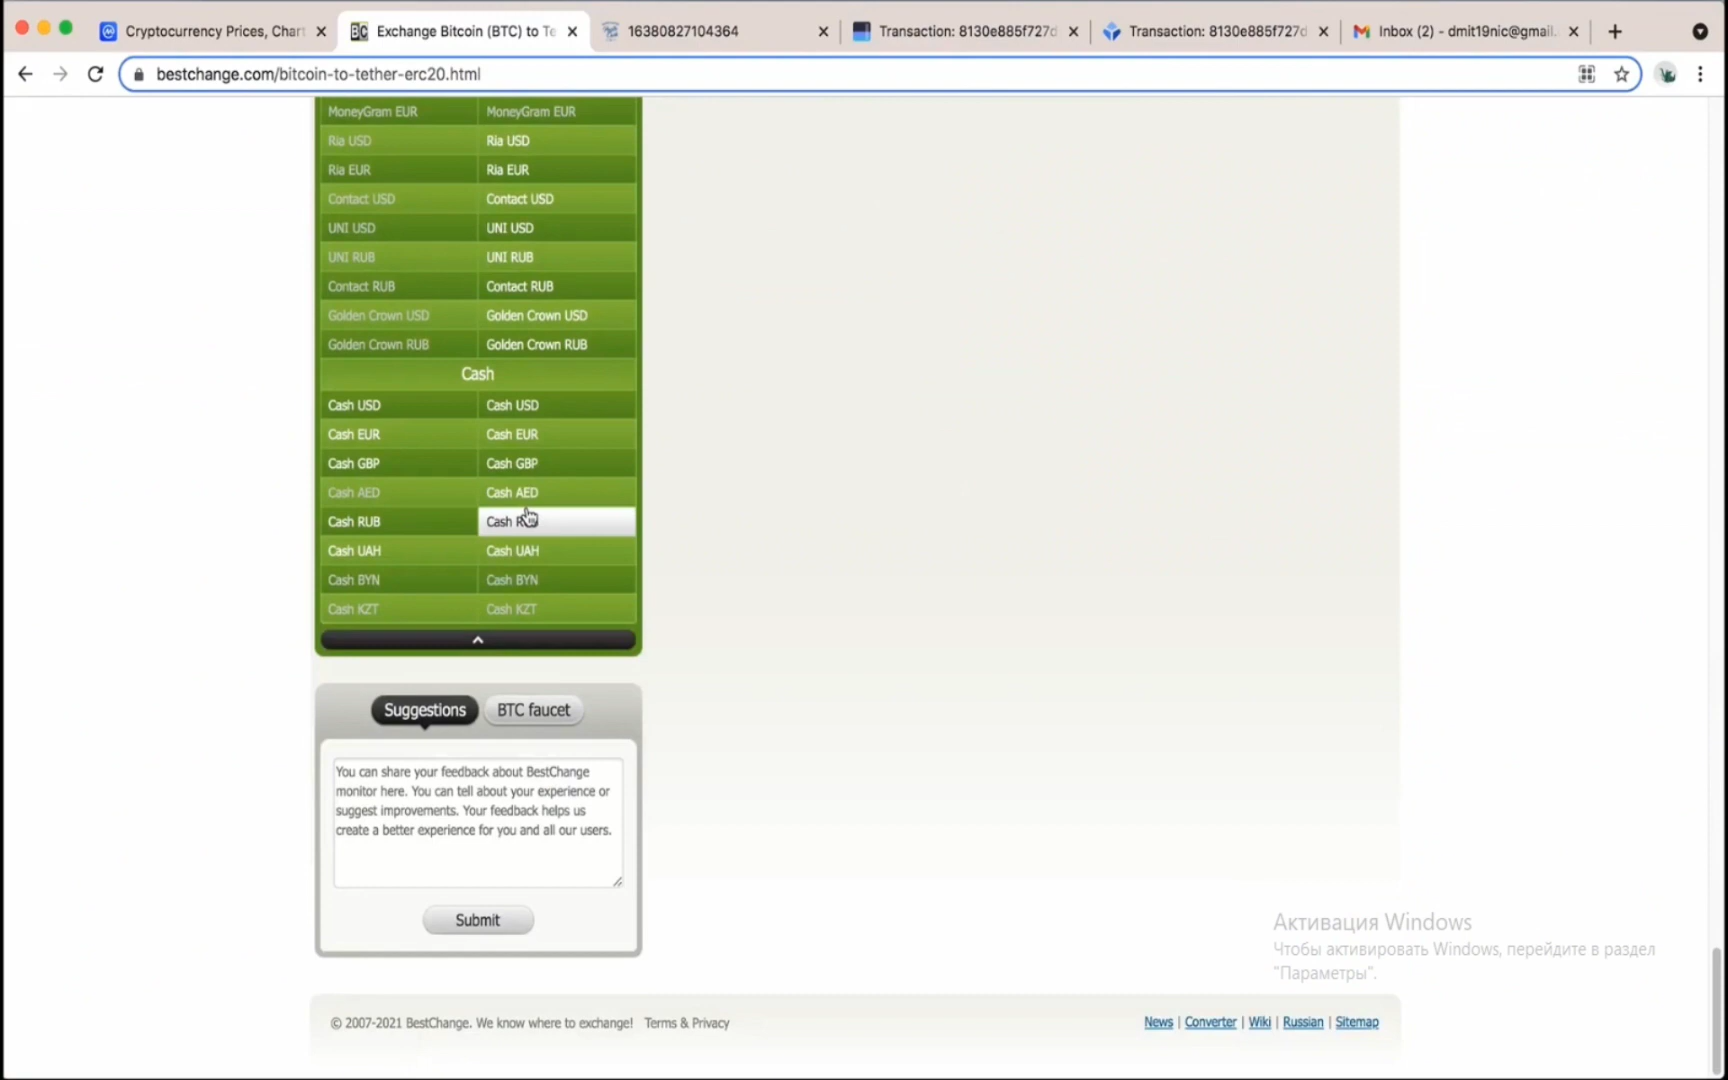 Cryptocurrency Prices, Chart
Exchange Bitcoin (BTC) to Te
16380827104364
Transaction: 8130e885f727d
Transaction: 8130e885f727d
Inbox (2) - dmit19nic@gmail.
bestchange.com/bitcoin-to-tether-erc20.html
MoneyGram EUR MoneyGram EUR
Ria USD Ria USD
Ria EUR Ria EUR
Contact USD Contact USD
UNI USD UNI USD
UNI RUB UNI RUB
Contact RUB Contact RUB
Golden Crown USD Golden Crown USD
Golden Crown RUB Golden Crown RUB
Cash
Cash USD Cash USD
Cash EUR Cash EUR
Cash GBP Cash GBP
Cash AED Cash AED
Cash RUB Cash
Cash UAH Cash UAH
Cash BYN Cash BYN
Cash KZT Cash KZT
Suggestions BTC faucet
You can share your feedback about BestChange
monitor here. You can tell about your experience or
suggest improvements. Your feedback helps us
create a better experience for you and all our users.
Submit
Активация Windows
Чтобы активировать Windows, перейдите в раздел
"Параметры".
© 2007-2021 BestChange. We know where to exchange! Terms & Privacy
News | Converter | Wiki | Russian | Sitemap